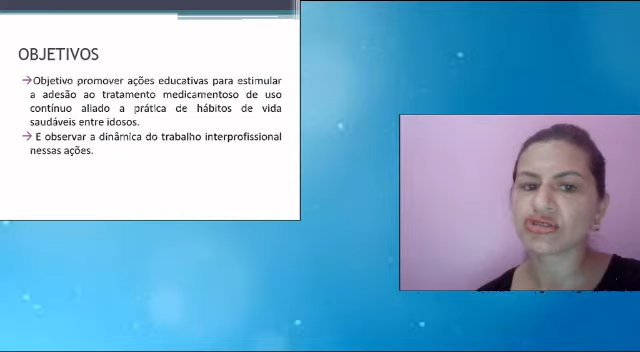 OBJETIVOS
→Objetivo promover ações educativas para estimular
a adesão ao tratamento medicamentoso de uso
contínuo aliado a prática de hábitos de vida
saudáveis entre idosos.
→ E observar a dinâmica do trabalho interprofissional
nessas ações.